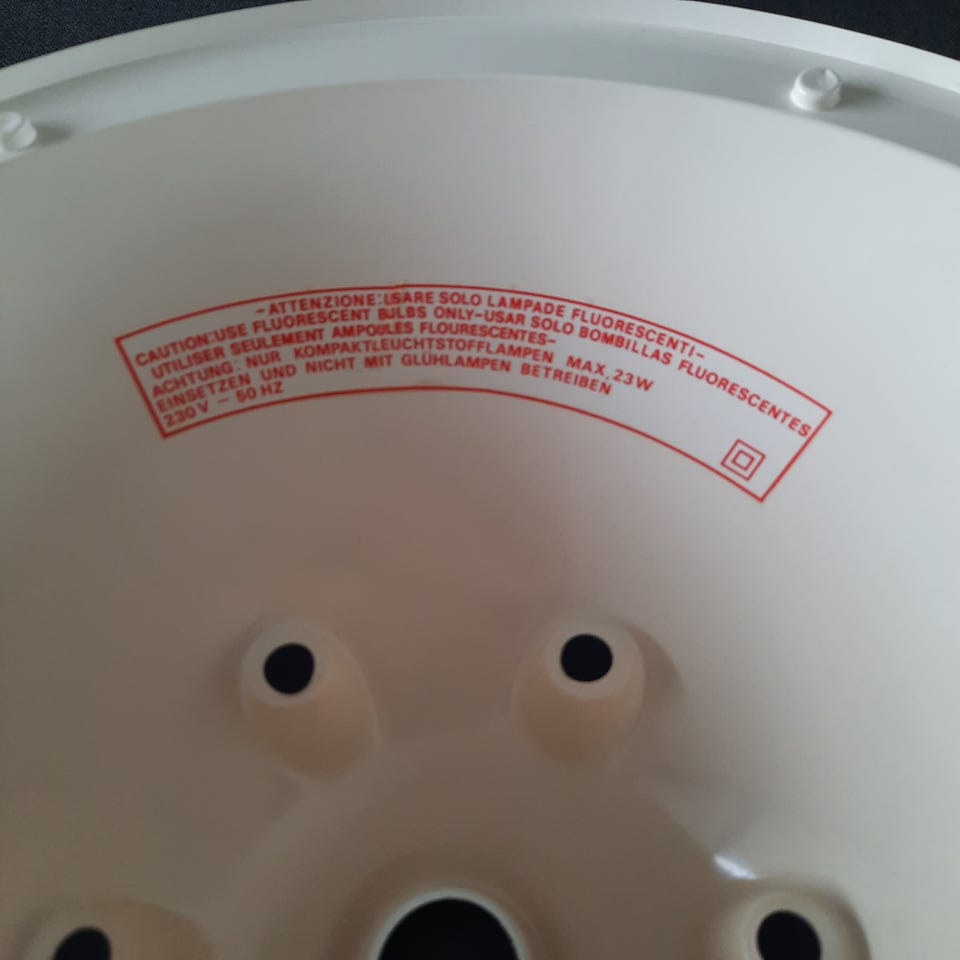 -ATTENZIONE:USARE SOLO LAMPADE FLUORESCENTI-
CAUTION:USE FLUORESCENT BULBS ONLY-USAR SOLO BOMBILLAS FLUORESCENTES
UTILISER SEULEMENT AMPOULES FLOURESCENTES-
ACHTUNG: NUR KOMPAKTLEUCHTSTOFFLAMPEN MAX. 23W
EINSETZEN UND NICHT MIT GLÜHLAMPEN BETREIBEN
230V - 50 HZ